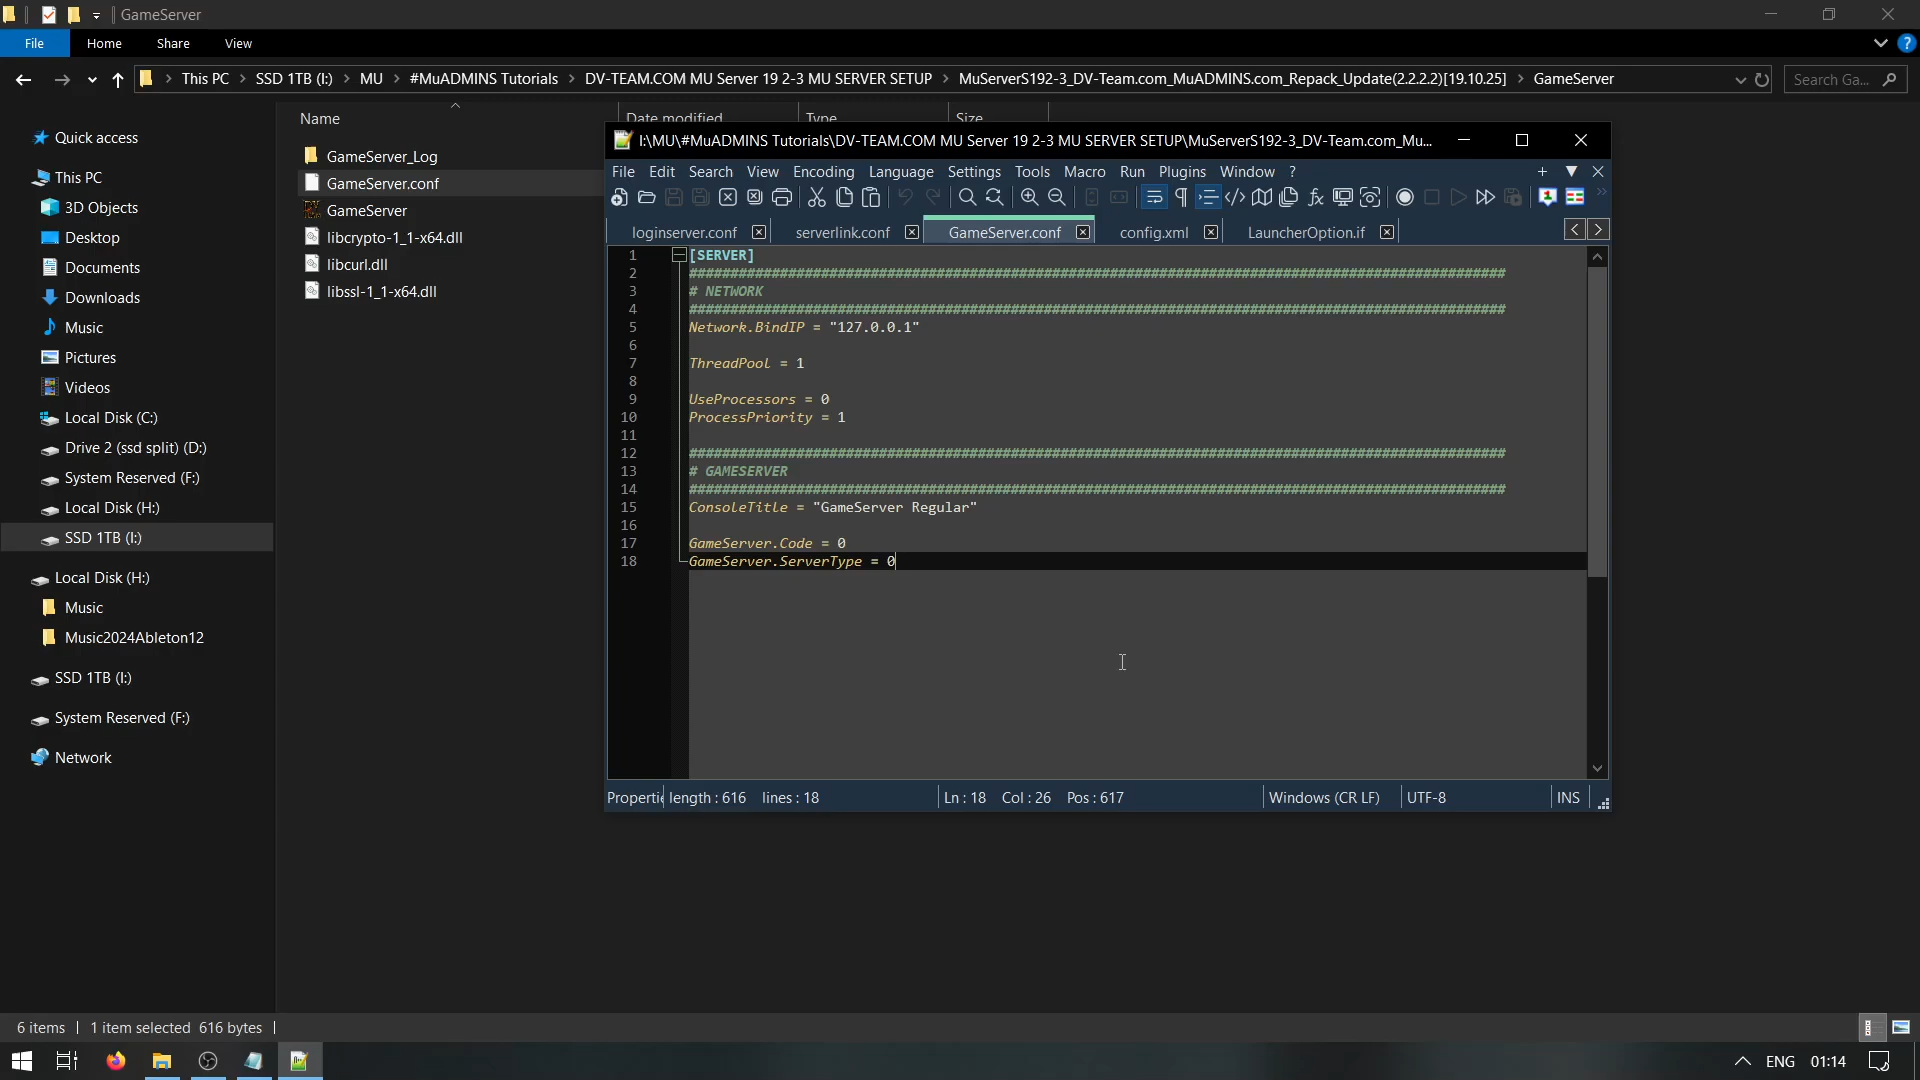 GameServer
File Home Share View
This PC SSD 1TB (I:) MU #MuADMINS Tutorials DV-TEAM.COM MU Server 19 2-3 MU SERVER SETUP MuServerS192-3_DV-Team.com_MuADMINS.com_Repack_Update(2.2.2.2)[19.10.25] GameServer
Search Ga...
Quick access
This PC
3D Objects
Desktop
Documents
Downloads
Music
Pictures
Videos
Local Disk (C:)
Drive 2 (ssd split) (D:)
System Reserved (F:)
Local Disk (H:)
SSD 1TB (I:)
Local Disk (H:)
Music
Music2024Ableton12
SSD 1TB (I:)
System Reserved (F:)
Network
Name Date modified Type Size
GameServer_Log
GameServer.conf
GameServer
libcrypto-1_1-x64.dll
libcurl.dll
libssl-1_1-x64.dll
I:\MU\#MuADMINS Tutorials\DV-TEAM.COM MU Server 19 2-3 MU SERVER SETUP\MuServerS192-3_DV-Team.com_Mu...
File Edit Search View Encoding Language Settings Tools Macro Run Plugins Window ?
loginserver.conf serverlink.conf GameServer.conf config.xml LauncherOption.if
1 [SERVER]
2 ###################################################################################################
3 # NETWORK
4 ###################################################################################################
5 Network.BindIP = "127.0.0.1"
6
7 ThreadPool = 1
8
9 UseProcessors = 0
10 ProcessPriority = 1
11
12 ###################################################################################################
13 # GAMESERVER
14 ###################################################################################################
15 ConsoleTitle = "GameServer Regular"
16
17 GameServer.Code = 0
18 GameServer.ServerType = 0
Properti length : 616 lines : 18 Ln : 18 Col : 26 Pos : 617 Windows (CR LF) UTF-8 INS
6 items 1 item selected 616 bytes
ENG 01:14